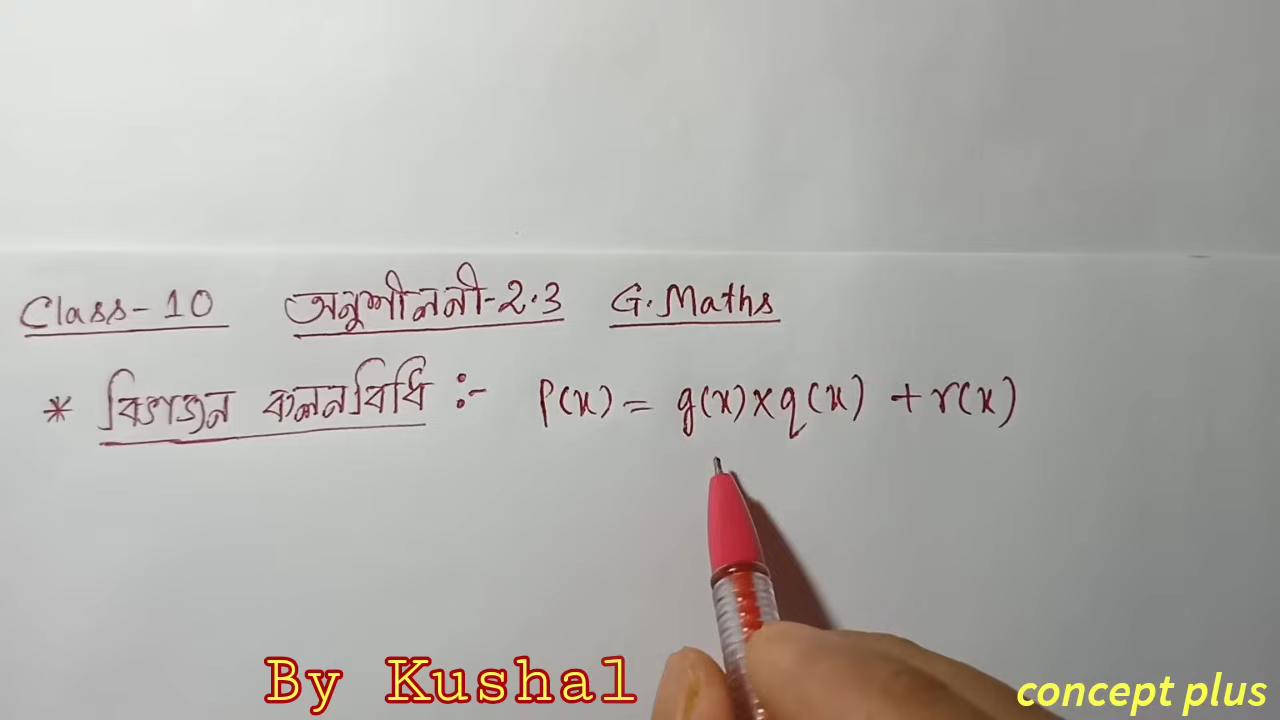 Class-10 অনুশীলনী-2.3 G.Maths
* বিভাজন কলনবিধি :- P(x) = g(x)×q(x) + r(x)
By Kushal
concept plus